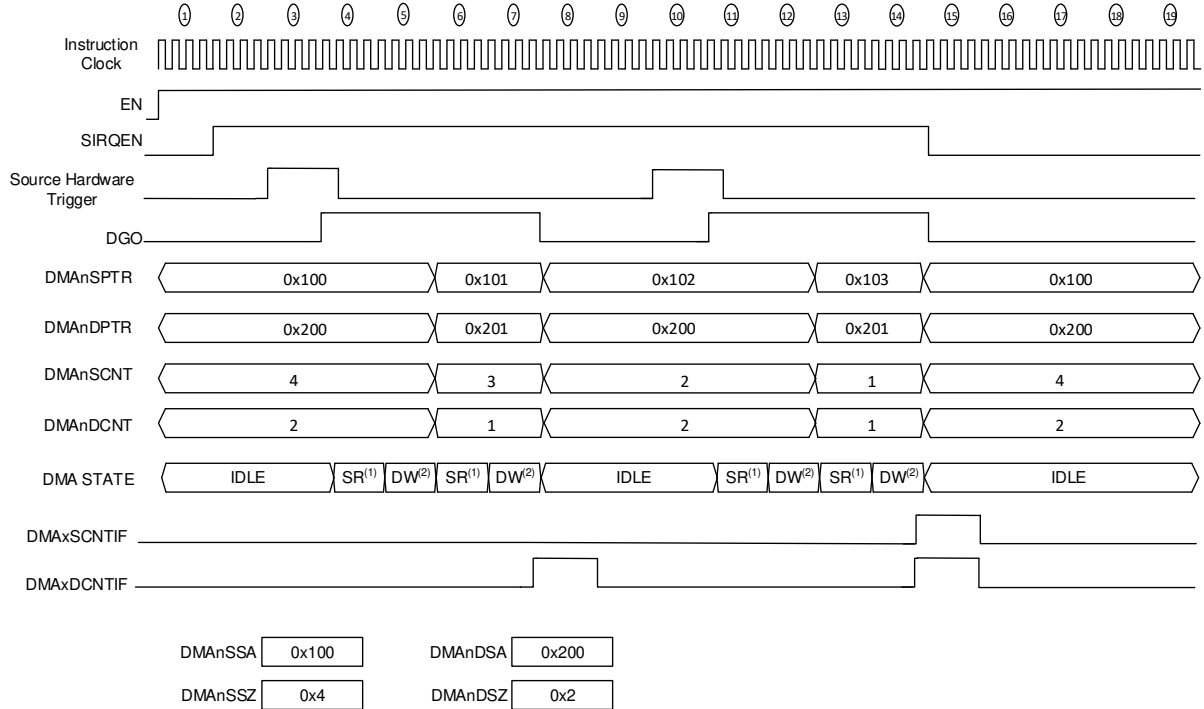 1 2 3 4 5 6 7 8 9 10 11 12 13 14 15 16 17 18 19
Instruction
Clock
EN
SIRQEN
Source Hardware
Trigger
DGO
DMAnSPTR 0x100 0x101 0x102 0x103 0x100
DMAnDPTR 0x200 0x201 0x200 0x201 0x200
DMAnSCNT 4 3 2 1 4
DMAnDCNT 2 1 2 1 2
DMA STATE IDLE SR(1) DW(2) SR(1) DW(2) IDLE SR(1) DW(2) SR(1) DW(2) IDLE
DMAxSCNTIF
DMAxDCNTIF
DMAnSSA 0x100 DMAnDSA 0x200
DMAnSSZ 0x4 DMAnDSZ 0x2